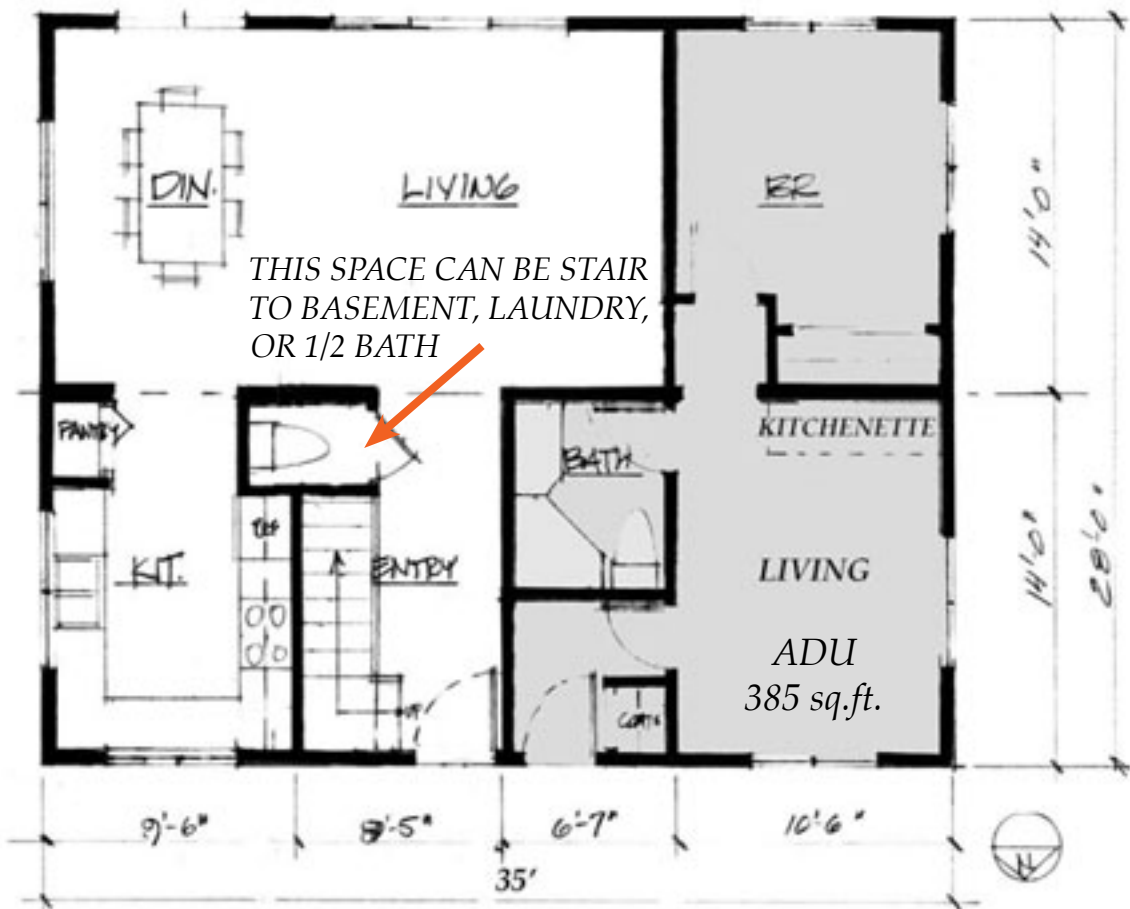 DIN.
LIVING
BR
14'0"
THIS SPACE CAN BE STAIR
TO BASEMENT, LAUNDRY,
OR 1/2 BATH
PANTRY
BATH
KITCHENETTE
KIT.
ENTRY
LIVING
14'0"
28'0"
ADU
385 sq.ft.
UP
COATS
9'-6"
8'-5"
6'-7"
10'-6"
35'
N